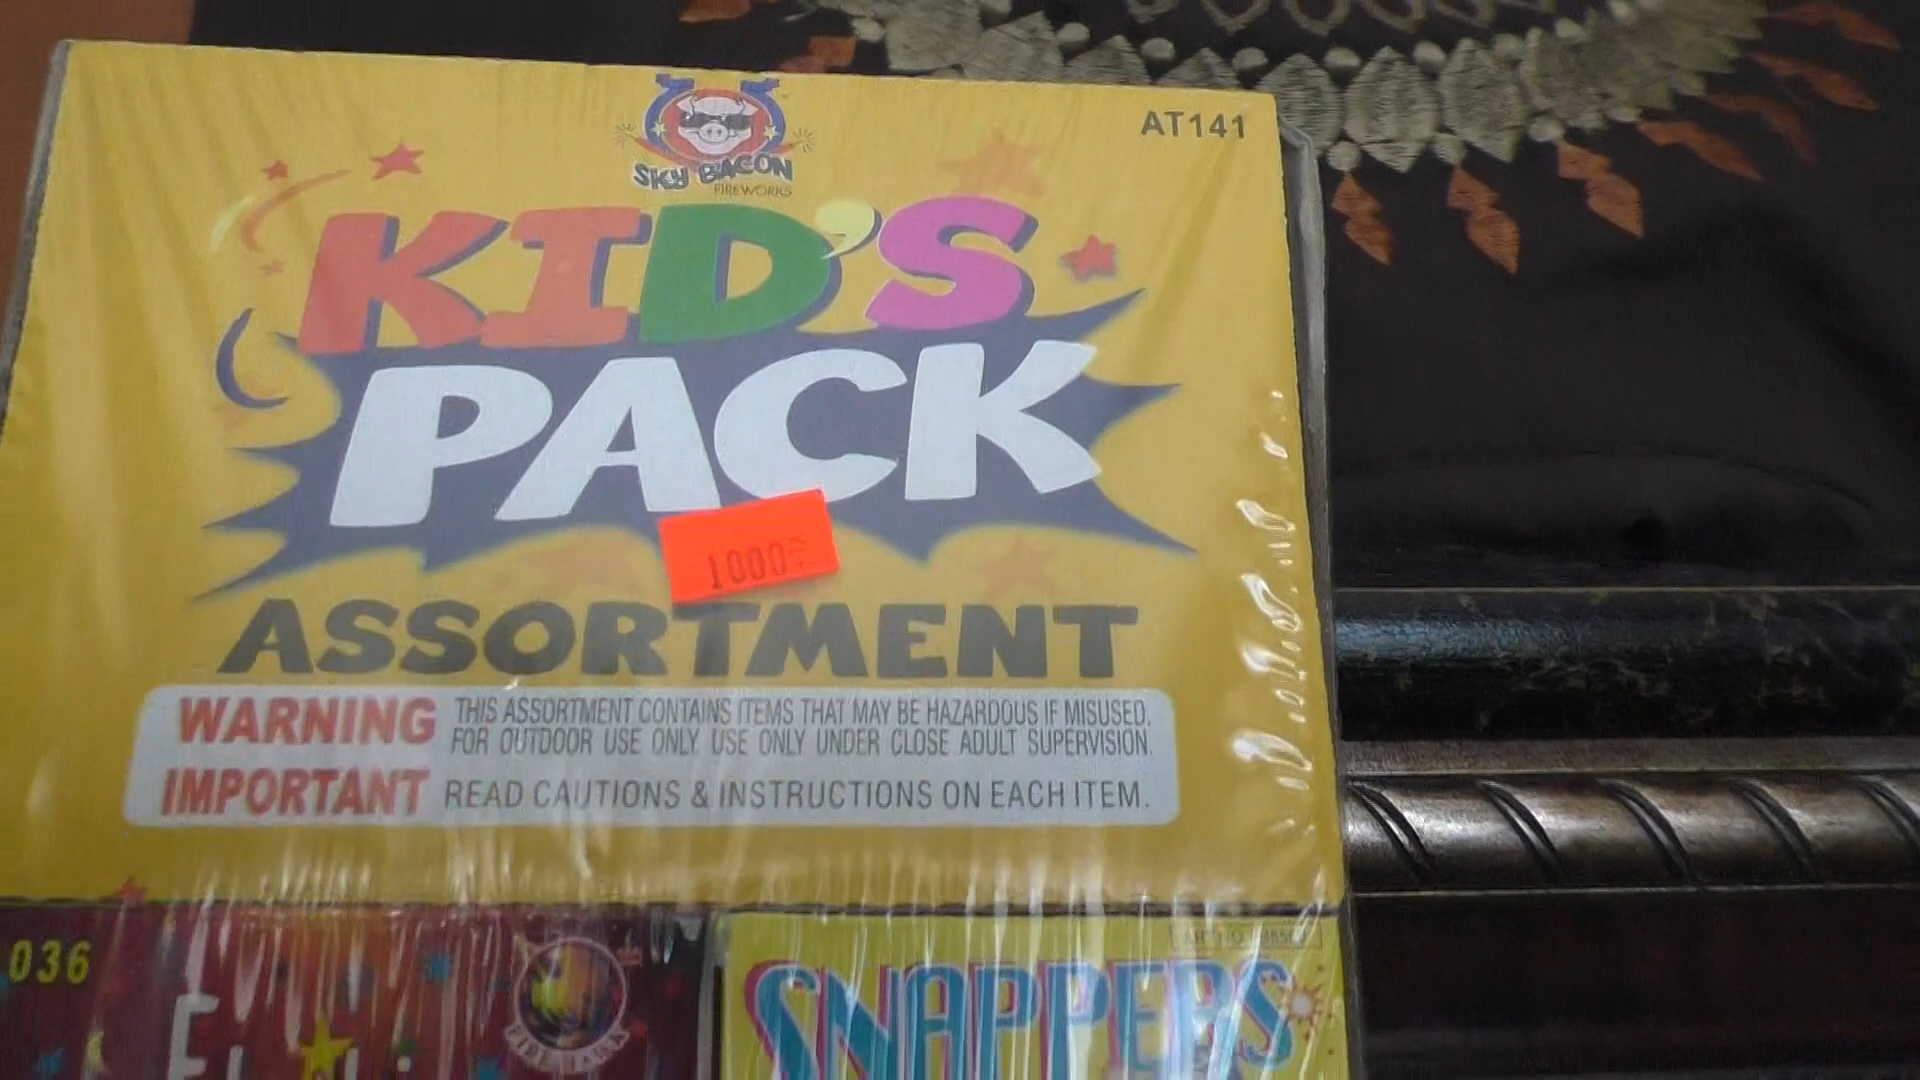 SKY BACON
FIREWORKS
AT141
KID'S
PACK
1000
ASSORTMENT
WARNING THIS ASSORTMENT CONTAINS ITEMS THAT MAY BE HAZARDOUS IF MISUSED.
FOR OUTDOOR USE ONLY. USE ONLY UNDER CLOSE ADULT SUPERVISION.
IMPORTANT READ CAUTIONS & INSTRUCTIONS ON EACH ITEM.
036
SNAPPERS